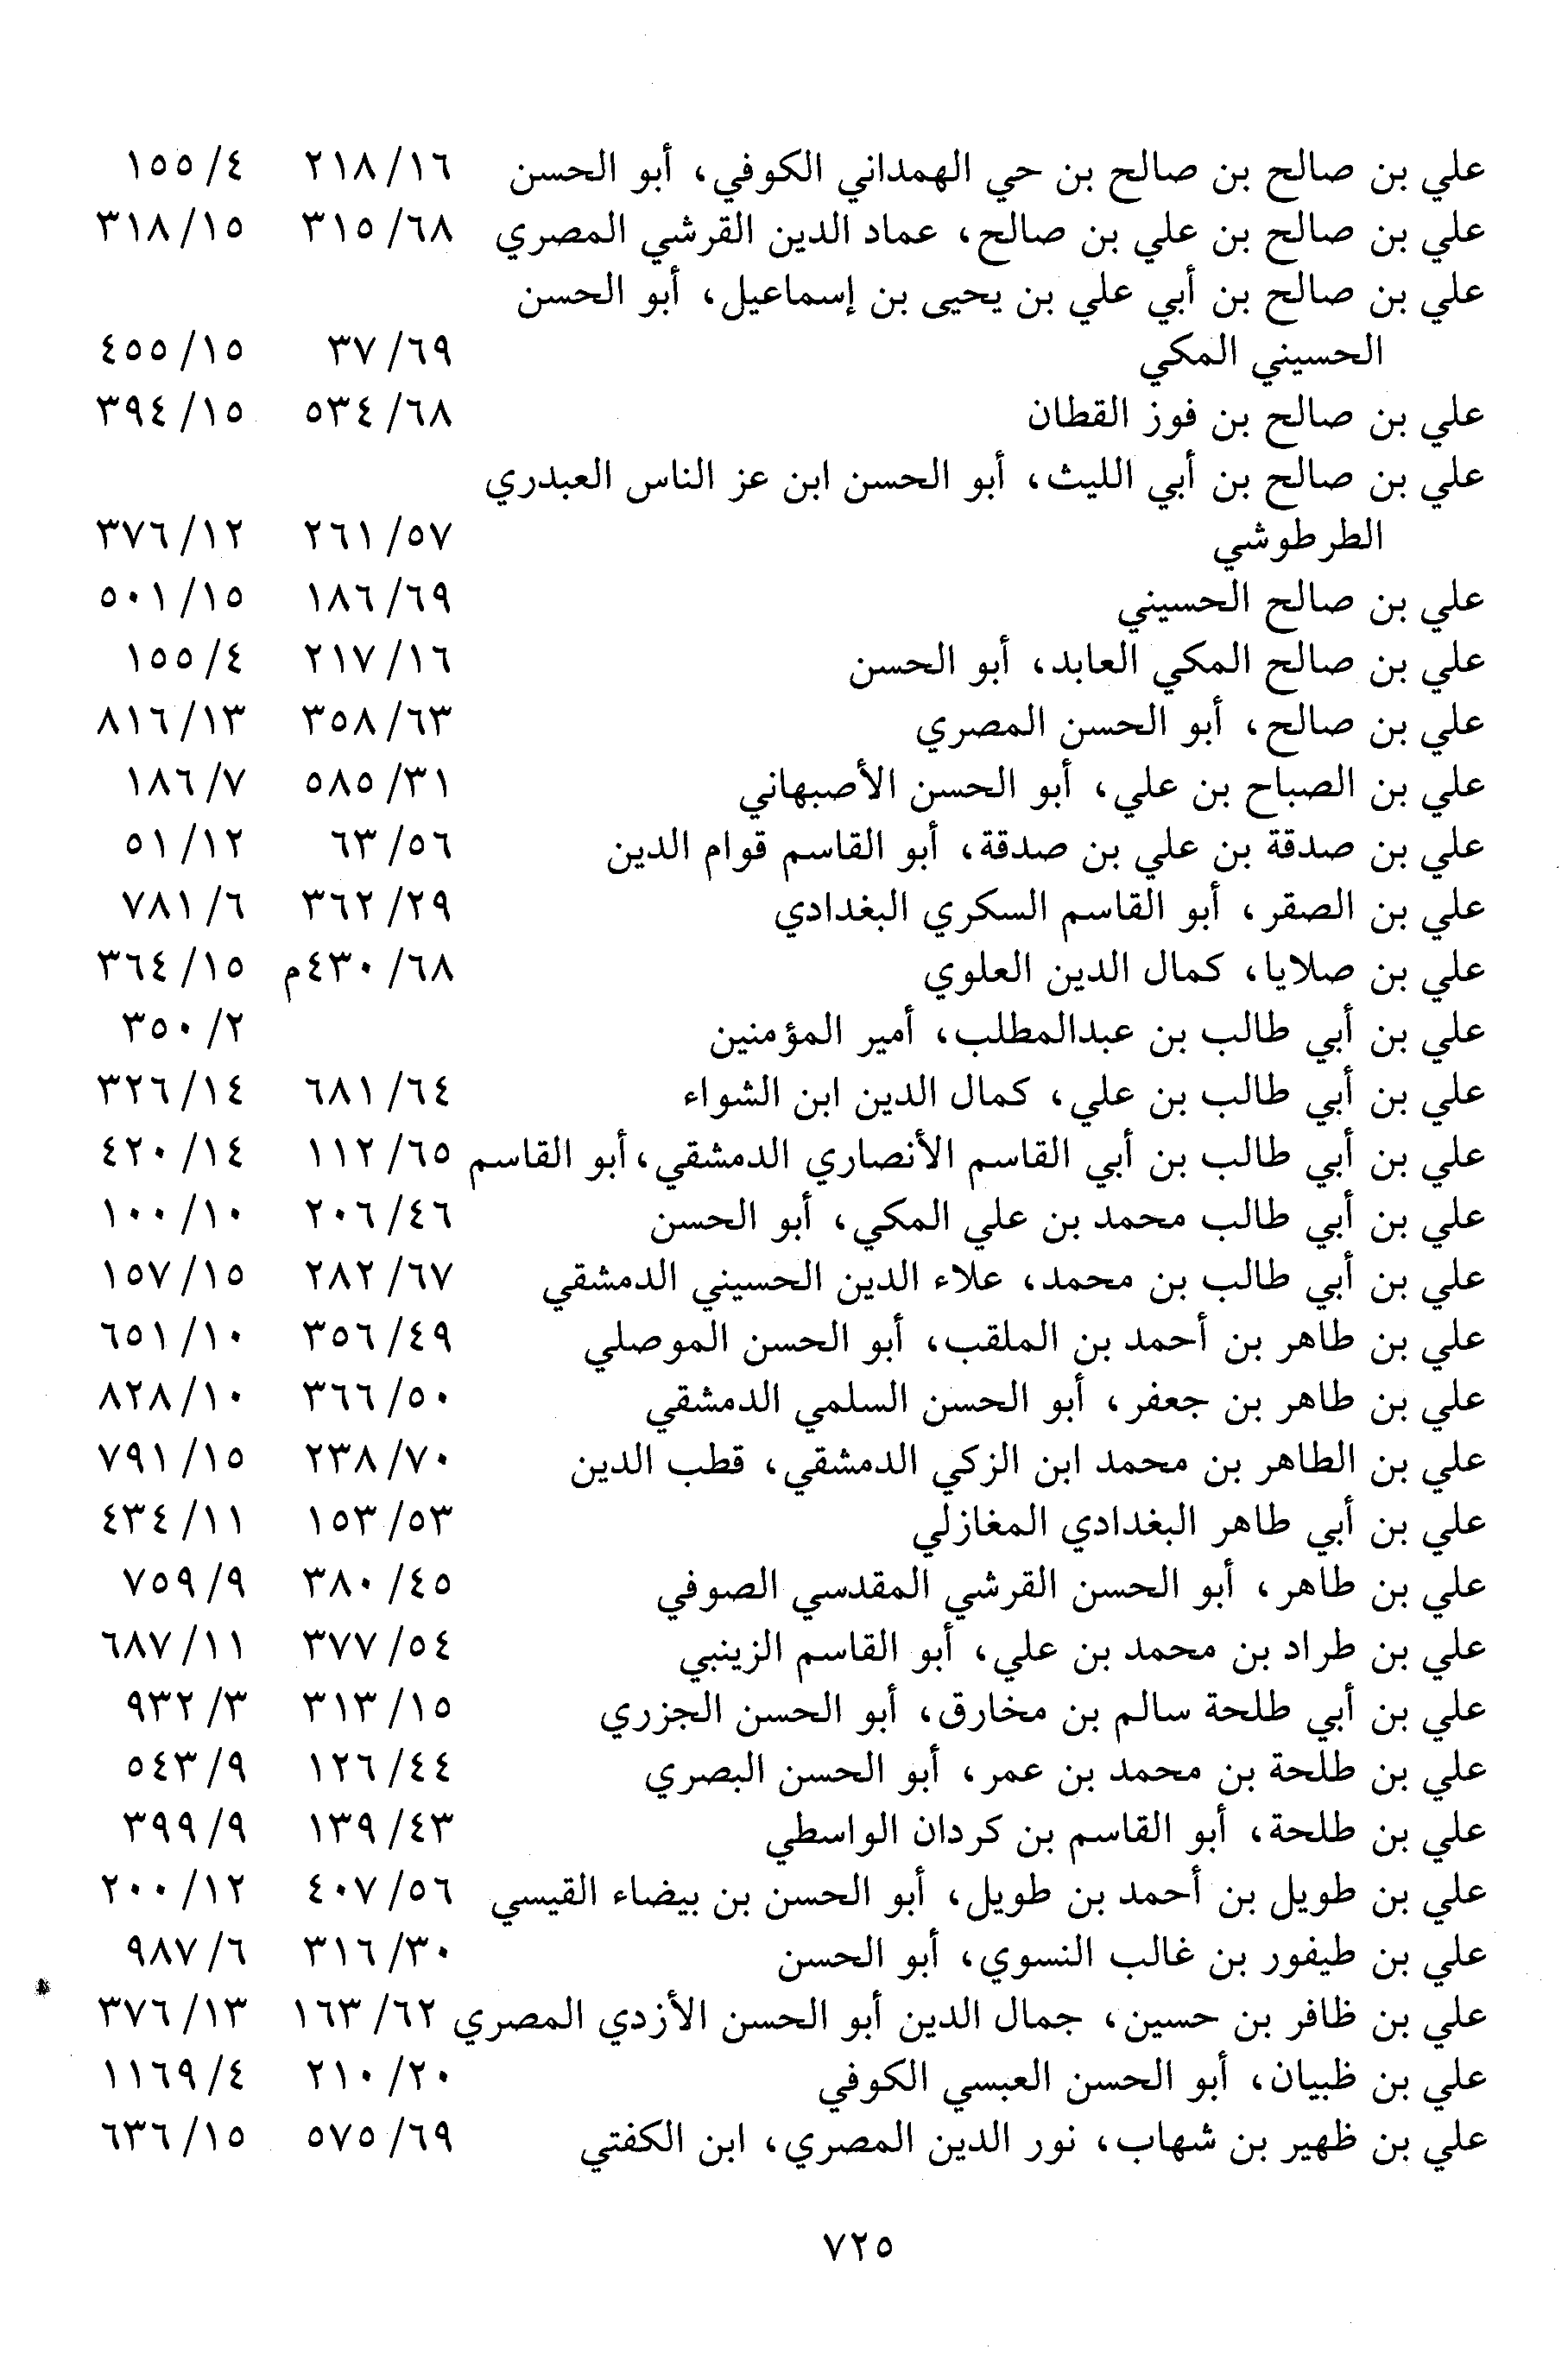 علي بن صالح بن صالح بن حي الهمداني الكوفي، أبو الحسن ١٦/ ٢١٨ ٤/ ١٥٥
علي بن صالح بن علي بن صالح، عماد الدين القرشي المصري ٦٨/ ٣١٥ ١٥/ ٣١٨
علي بن صالح بن أبي علي بن يحيى بن إسماعيل، أبو الحسن
الحسيني المكي ٦٩/ ٣٧ ١٥/ ٤٥٥
علي بن صالح بن فوز القطان ٦٨/ ٥٣٤ ١٥/ ٣٩٤
علي بن صالح بن أبي الليث، أبو الحسن ابن عز الناس العبدري
الطرطوشي ٥٧/ ٢٦١ ١٢/ ٣٧٦
علي بن صالح الحسيني ٦٩/ ١٨٦ ١٥/ ٥٠١
علي بن صالح المكي العابد، أبو الحسن ١٦/ ٢١٧ ٤/ ١٥٥
علي بن صالح، أبو الحسن المصري ٦٣/ ٣٥٨ ١٣/ ٨١٦
علي بن الصباح بن علي، أبو الحسن الأصبهاني ٣١/ ٥٨٥ ٧/ ١٨٦
علي بن صدقة بن علي بن صدقة، أبو القاسم قوام الدين ٥٦/ ٦٣ ١٢/ ٥١
علي بن الصقر، أبو القاسم السكري البغدادي ٢٩/ ٣٦٢ ٦/ ٧٨١
علي بن صلايا، كمال الدين العلوي ٦٨/ ٤٣٠م ١٥/ ٣٦٤
علي بن أبي طالب بن عبدالمطلب، أمير المؤمنين ٢/ ٣٥٠
علي بن أبي طالب بن علي، كمال الدين ابن الشواء ٦٤/ ٦٨١ ١٤/ ٣٢٦
علي بن أبي طالب بن أبي القاسم الأنصاري الدمشقي، أبو القاسم ٦٥/ ١١٢ ١٤/ ٤٢٠
علي بن أبي طالب محمد بن علي المكي، أبو الحسن ٤٦/ ٢٠٦ ١٠/ ١٠٠
علي بن أبي طالب بن محمد، علاء الدين الحسيني الدمشقي ٦٧/ ٢٨٢ ١٥/ ١٥٧
علي بن طاهر بن أحمد بن الملقب، أبو الحسن الموصلي ٤٩/ ٣٥٦ ١٠/ ٦٥١
علي بن طاهر بن جعفر، أبو الحسن السلمي الدمشقي ٥٠/ ٣٦٦ ١٠/ ٨٢٨
علي بن الطاهر بن محمد ابن الزكي الدمشقي، قطب الدين ٧٠/ ٢٣٨ ١٥/ ٧٩١
علي بن أبي طاهر البغدادي المغازلي ٥٣/ ١٥٣ ١١/ ٤٣٤
علي بن طاهر، أبو الحسن القرشي المقدسي الصوفي ٤٥/ ٣٨٠ ٩/ ٧٥٩
علي بن طراد بن محمد بن علي، أبو القاسم الزينبي ٥٤/ ٣٧٧ ١١/ ٦٨٧
علي بن أبي طلحة سالم بن مخارق، أبو الحسن الجزري ١٥/ ٣١٣ ٣/ ٩٣٢
علي بن طلحة بن محمد بن عمر، أبو الحسن البصري ٤٤/ ١٢٦ ٩/ ٥٤٣
علي بن طلحة، أبو القاسم بن كردان الواسطي ٤٣/ ١٣٩ ٩/ ٣٩٩
علي بن طويل بن أحمد بن طويل، أبو الحسن بن بيضاء القيسي ٥٦/ ٤٠٧ ١٢/ ٢٠٠
علي بن طيفور بن غالب النسوي، أبو الحسن ٣٠/ ٣١٦ ٦/ ٩٨٧
علي بن ظافر بن حسين، جمال الدين أبو الحسن الأزدي المصري ٦٢/ ١٦٣ ١٣/ ٣٧٦
علي بن ظبيان، أبو الحسن العبسي الكوفي ٢٠/ ٢١٠ ٤/ ١١٦٩
علي بن ظهير بن شهاب، نور الدين المصري، ابن الكفتي ٦٩/ ٥٧٥ ١٥/ ٦٣٦
٧٢٥